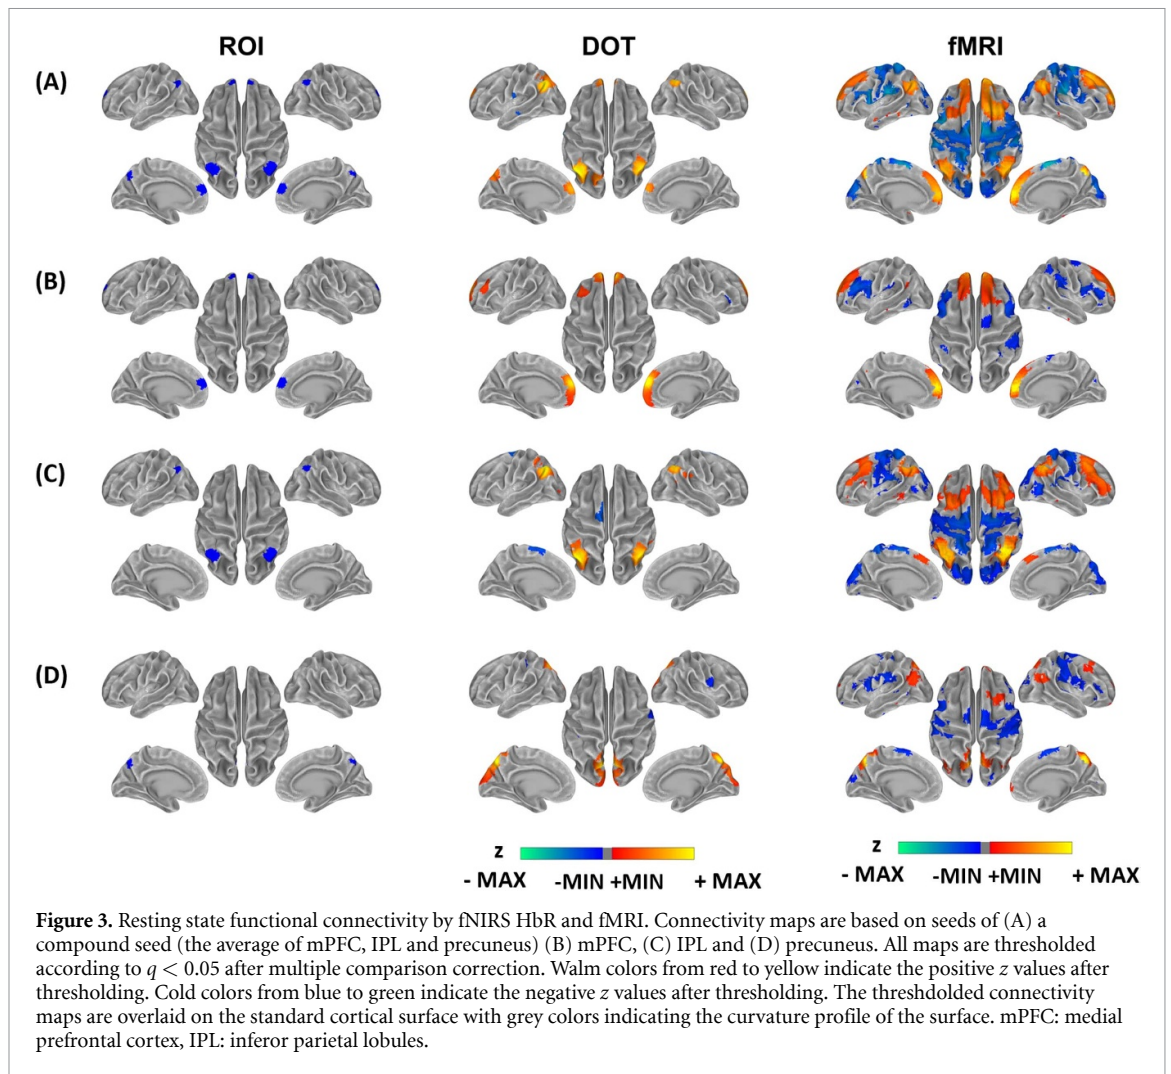 ROI DOT fMRI
(A)
(B)
(C)
(D)
z z
- MAX -MIN +MIN + MAX - MAX -MIN +MIN + MAX
Figure 3. Resting state functional connectivity by fNIRS HbR and fMRI. Connectivity maps are based on seeds of (A) a
compound seed (the average of mPFC, IPL and precuneus) (B) mPFC, (C) IPL and (D) precuneus. All maps are thresholded
according to q < 0.05 after multiple comparison correction. Walm colors from red to yellow indicate the positive z values after
thresholding. Cold colors from blue to green indicate the negative z values after thresholding. The threshdolded connectivity
maps are overlaid on the standard cortical surface with grey colors indicating the curvature profile of the surface. mPFC: medial
prefrontal cortex, IPL: inferor parietal lobules.